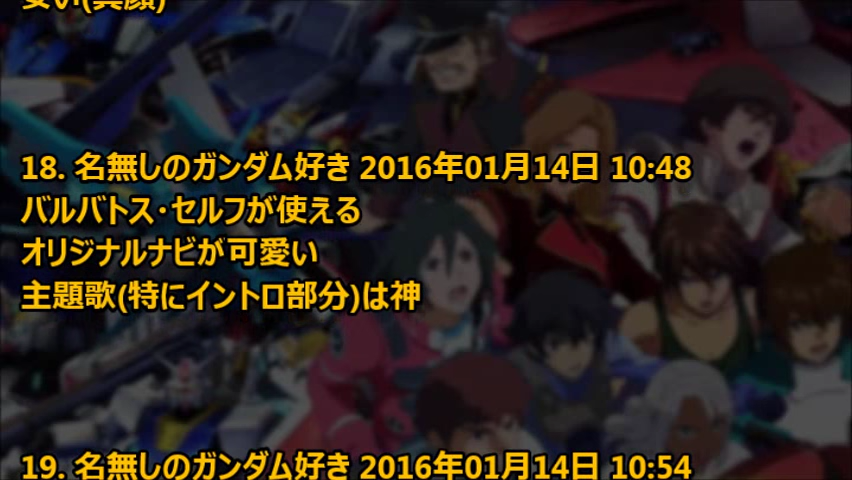 安い(真顔)
18. 名無しのガンダム好き 2016年01月14日 10:48
バルバトス・セルフが使える
オリジナルナビが可愛い
主題歌(特にイントロ部分)は神
19. 名無しのガンダム好き 2016年01月14日 10:54